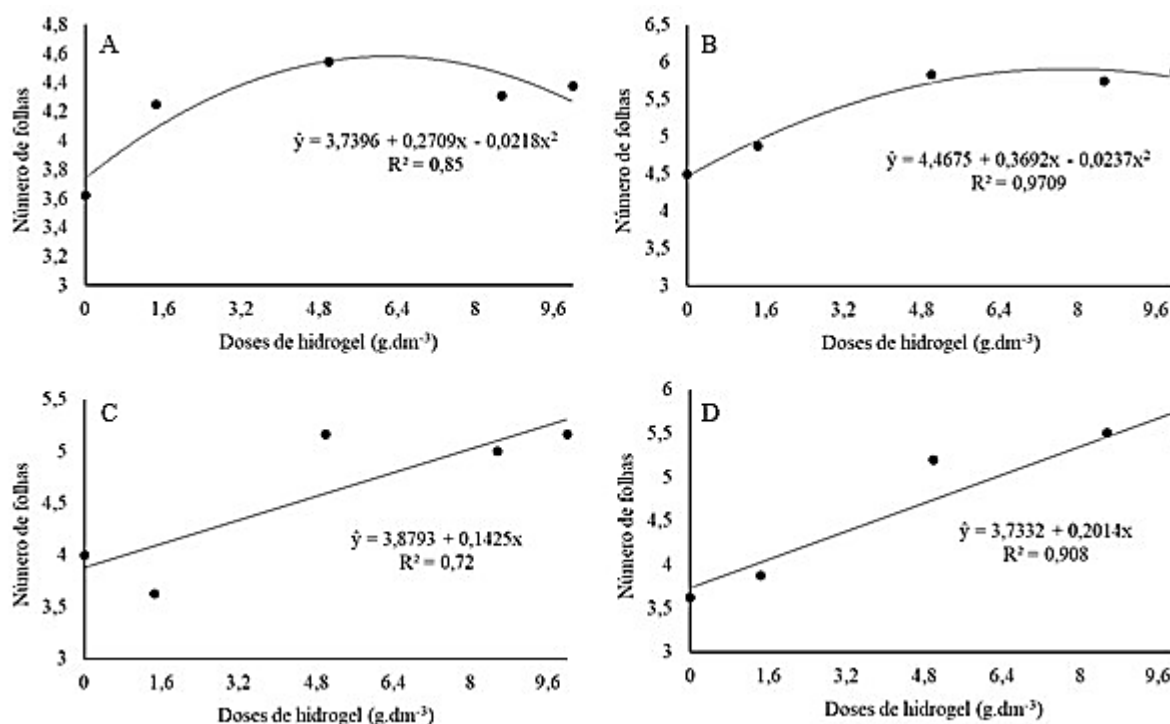 A
Número de folhas
4,8
4,6
4,4
4,2
4
3,8
3,6
3,4
3,2
3
ŷ = 3,7396 + 0,2709x - 0,0218x²
R² = 0,85
0 1,6 3,2 4,8 6,4 8 9,6
Doses de hidrogel (g.dm⁻³)
B
Número de folhas
6,5
6
5,5
5
4,5
4
3,5
3
ŷ = 4,4675 + 0,3692x - 0,0237x²
R² = 0,9709
0 1,6 3,2 4,8 6,4 8 9,6
Doses de hidrogel (g.dm⁻³)
C
Número de folhas
5,5
5
4,5
4
3,5
3
ŷ = 3,8793 + 0,1425x
R² = 0,72
0 1,6 3,2 4,8 6,4 8 9,6
Doses de hidrogel (g.dm⁻³)
D
Número de folhas
6
5,5
5
4,5
4
3,5
3
ŷ = 3,7332 + 0,2014x
R² = 0,908
0 1,6 3,2 4,8 6,4 8 9,6
Doses de hidrogel (g.dm⁻³)